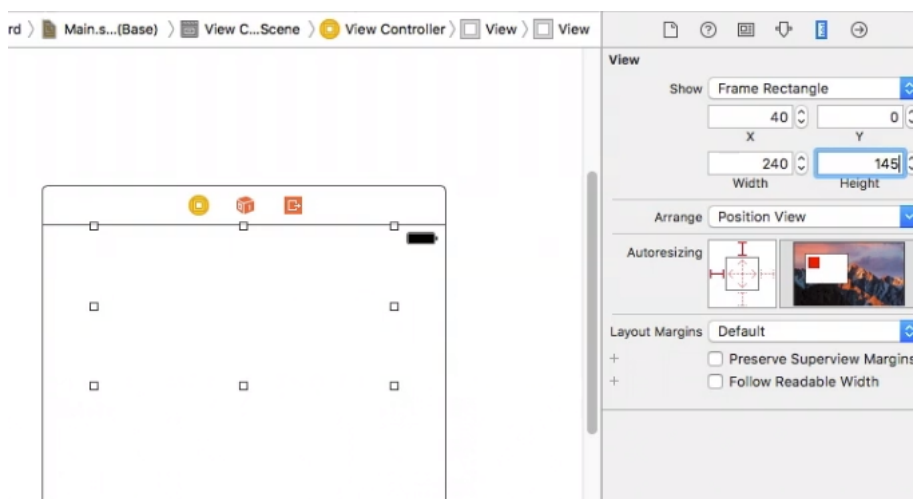 rd Main.s...(Base) View C...Scene View Controller View View
View
Show Frame Rectangle
40 0
X Y
240 145
Width Height
Arrange Position View
Autoresizing
Layout Margins Default
+ Preserve Superview Margins
+ Follow Readable Width